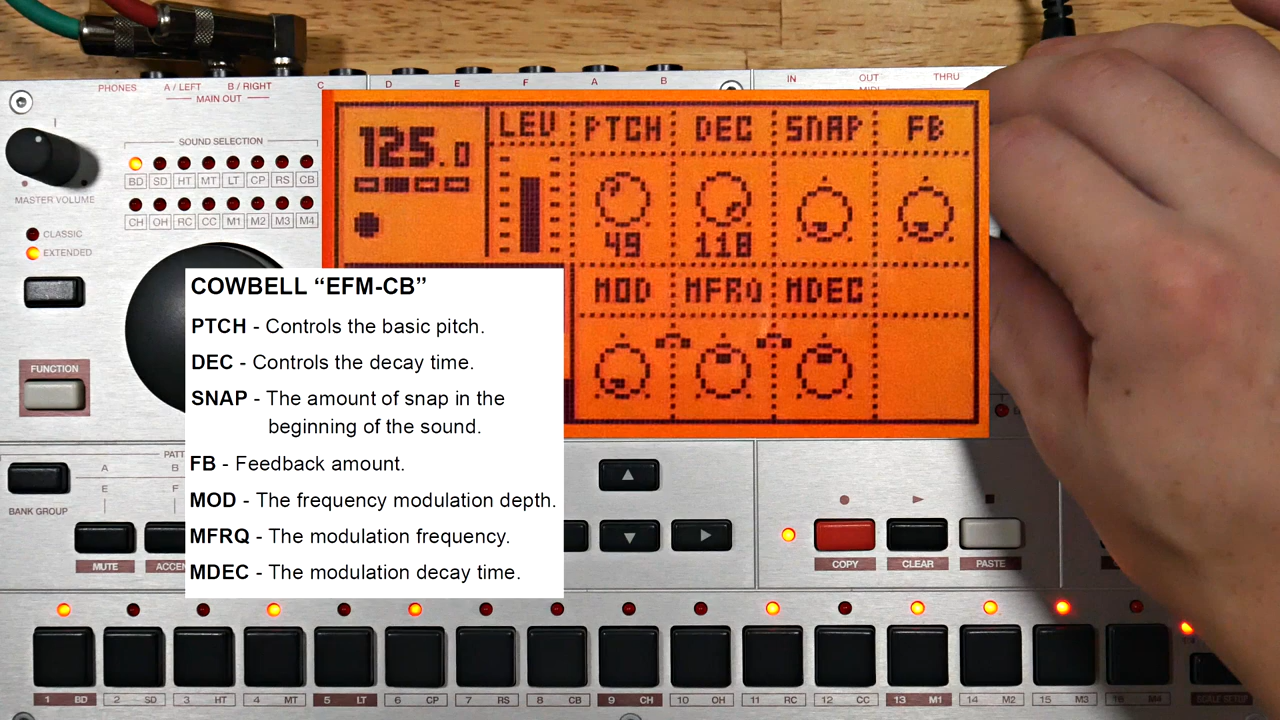 PHONES
A / LEFT
B / RIGHT
MAIN OUT
C
D
E
F
A
B
IN
OUT
THRU
MIDI
SOUND SELECTION
BD SD HT MT LT CP RS CB
CH OH RC CC M1 M2 M3 M4
MASTER VOLUME
CLASSIC
EXTENDED
FUNCTION
125.0
LEV PTCH DEC SNAP FB
49 118
MOD MFRQ MDEC
COWBELL “EFM-CB”
PTCH - Controls the basic pitch.
DEC - Controls the decay time.
SNAP - The amount of snap in the
beginning of the sound.
FB - Feedback amount.
MOD - The frequency modulation depth.
MFRQ - The modulation frequency.
MDEC - The modulation decay time.
A
B
E
F
BANK GROUP
MUTE
COPY
CLEAR
PASTE
1 BD
2 SD
3 HT
4 MT
5 LT
6 CP
7 RS
8 CB
9 CH
10 OH
11 RC
12 CC
13 M1
14 M2
15 M3
16 M4
SCALE SETUP